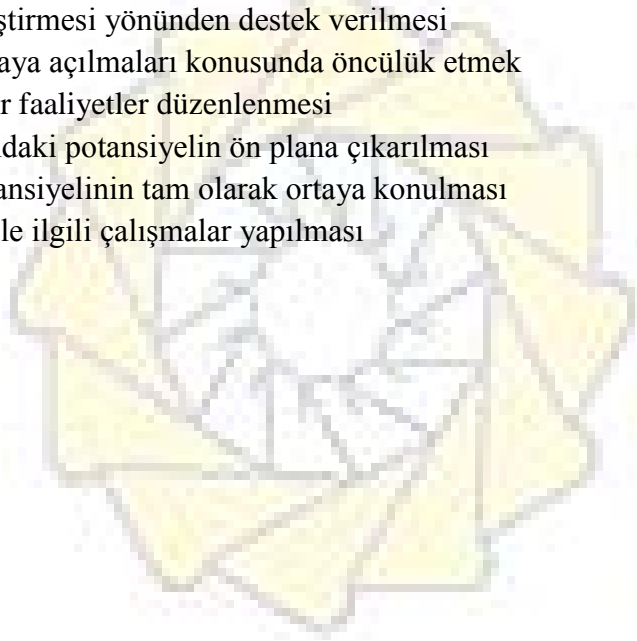 ştirmesi yönünden destek verilmesi
aya açılmaları konusunda öncülük etmek
r faaliyetler düzenlenmesi
daki potansiyelin ön plana çıkarılması
ansiyelinin tam olarak ortaya konulması
le ilgili çalışmalar yapılması